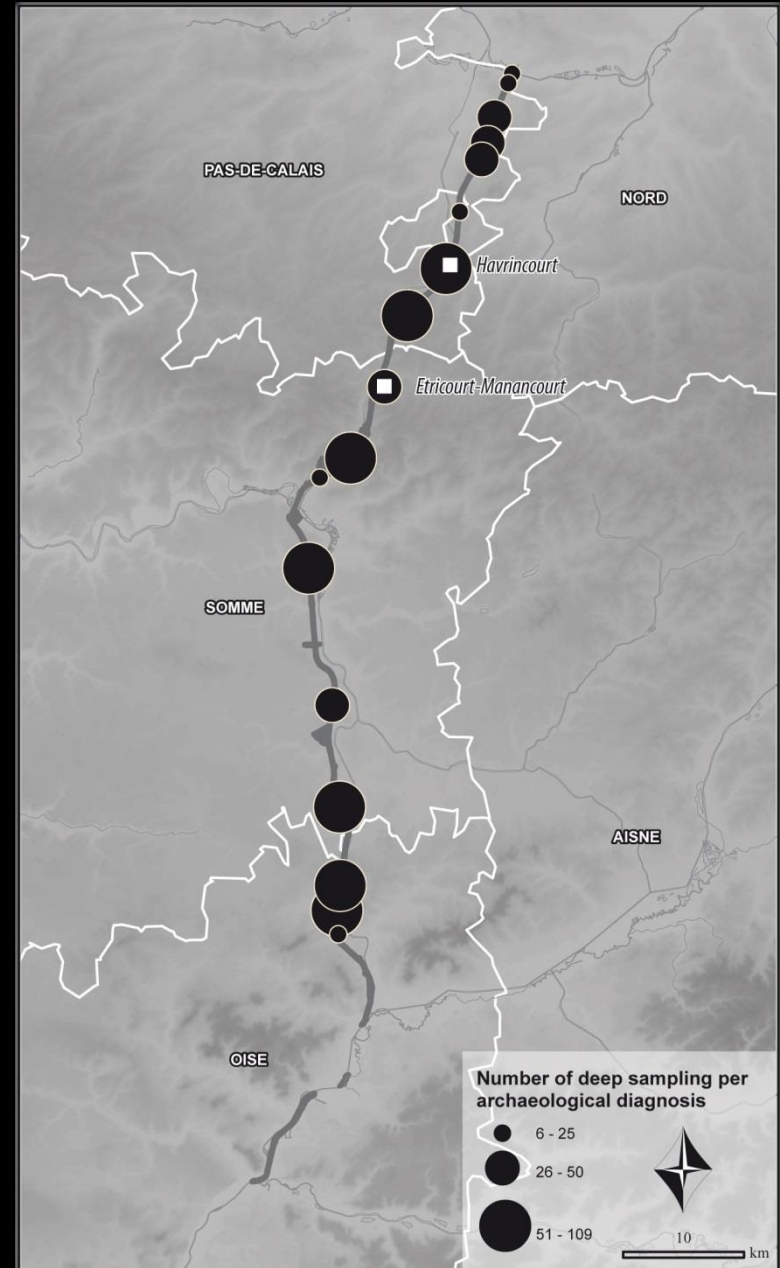 PAS-DE-CALAIS
NORD
Havrincourt
Etricourt-Manancourt
SOMME
AISNE
OISE
Number of deep sampling per
archaeological diagnosis
6 - 25
26 - 50
51 - 109
10
km